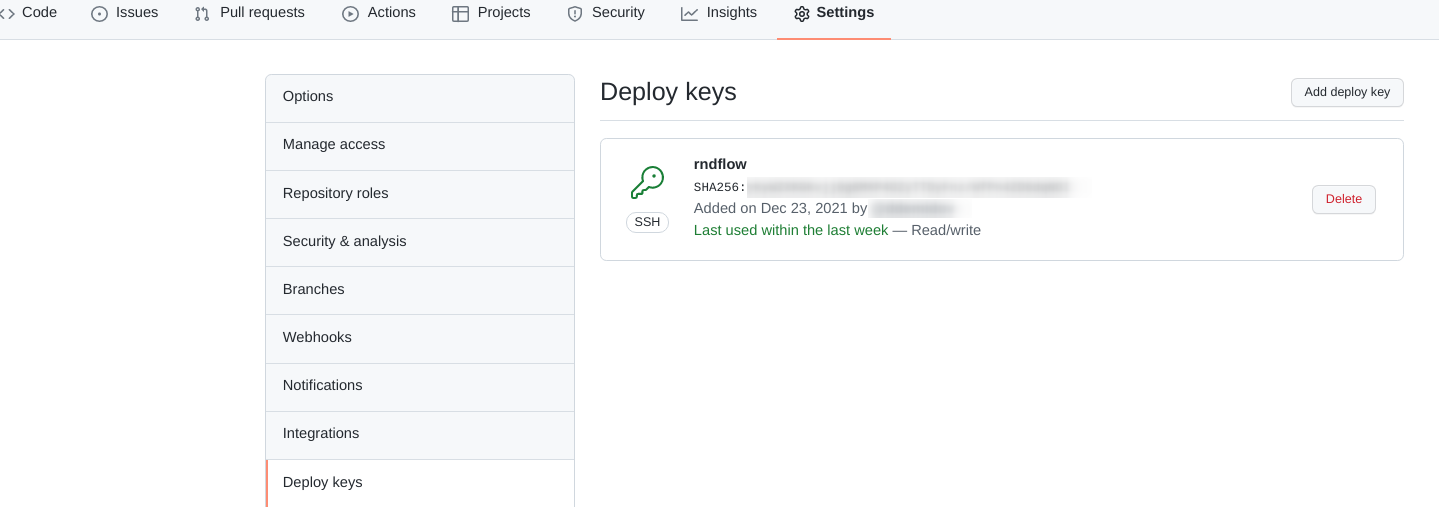 Code Issues Pull requests Actions Projects Security Insights Settings
Options
Manage access
Repository roles
Security & analysis
Branches
Webhooks
Notifications
Integrations
Deploy keys
Deploy keys
Add deploy key
rndflow
SHA256:
Added on Dec 23, 2021 by
Last used within the last week — Read/write
SSH
Delete